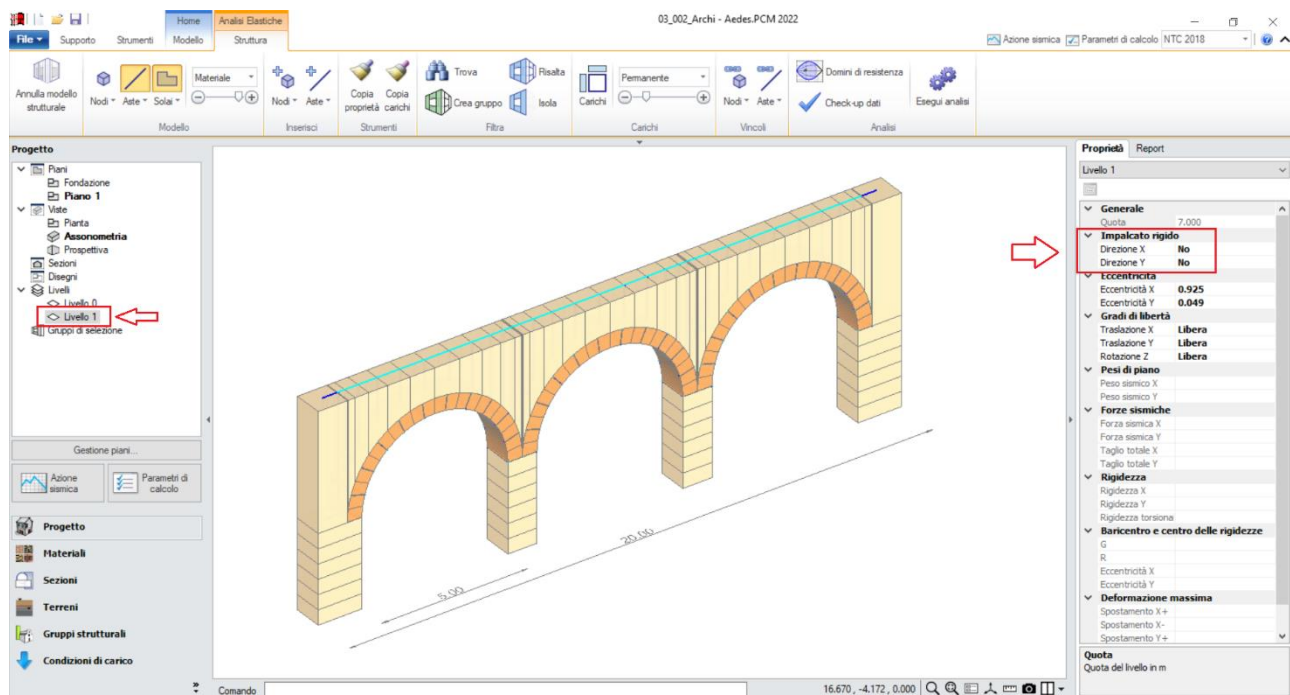 03_002_Archi - Aedes.PCM 2022
Home
Analisi Elastiche
File
Supporto
Strumenti
Modello
Struttura
Azione sismica
Parametri di calcolo
NTC 2018
Annulla modello
strutturale
Nodi
Aste
Solai
Materiale
Modello
Nodi
Aste
Inserisci
Copia
proprietà
Copia
carichi
Strumenti
Trova
Crea gruppo
Risalta
Isola
Filtra
Carichi
Permanente
Carichi
Nodi
Aste
Vincoli
Domini di resistenza
Check-up dati
Esegui analisi
Analisi
Progetto
Piani
Fondazione
Piano 1
Viste
Pianta
Assonometria
Prospettiva
Sezioni
Disegni
Livelli
Livello 0
Livello 1
Gruppi di selezione
Gestione piani...
Azione
sismica
Parametri di
calcolo
Progetto
Materiali
Sezioni
Terreni
Gruppi strutturali
Condizioni di carico
5.00
20.00
Comando
16.670 , -4.172 , 0.000
Proprietà
Report
Livello 1
Generale
Quota 7.000
Impalcato rigido
Direzione X No
Direzione Y No
Eccentricità
Eccentricità X 0.925
Eccentricità Y 0.049
Gradi di libertà
Traslazione X Libera
Traslazione Y Libera
Rotazione Z Libera
Pesi di piano
Peso sismico X
Peso sismico Y
Forze sismiche
Forza sismica X
Forza sismica Y
Taglio totale X
Taglio totale Y
Rigidezza
Rigidezza X
Rigidezza Y
Rigidezza torsiona
Baricentro e centro delle rigidezze
G
R
Eccentricità X
Eccentricità Y
Deformazione massima
Spostamento X+
Spostamento X-
Spostamento Y+
Quota
Quota del livello in m